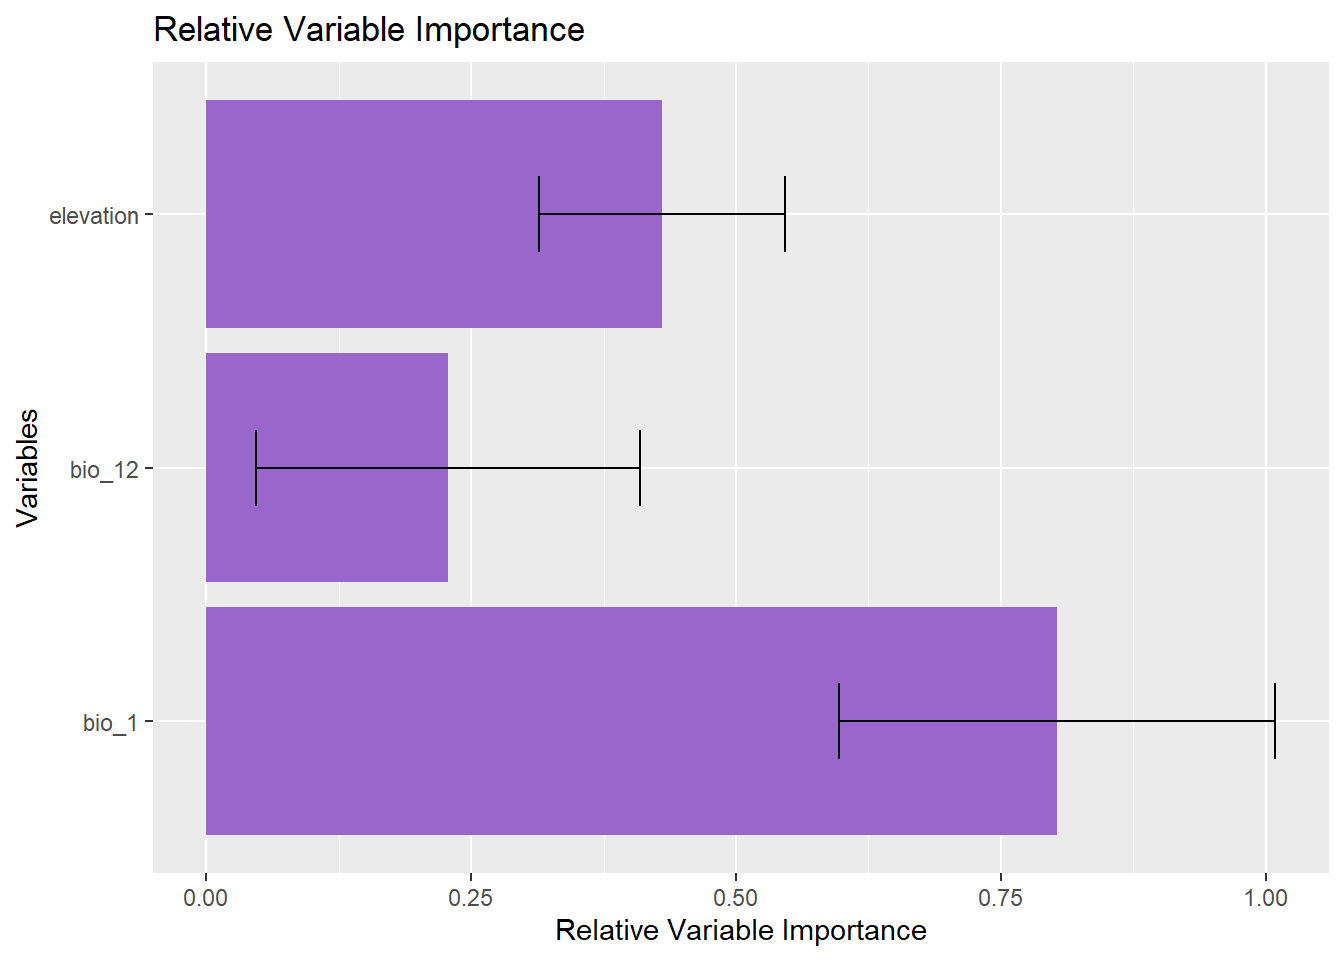 Relative Variable Importance
Variables
elevation
bio_12
bio_1
0.00 0.25 0.50 0.75 1.00
Relative Variable Importance